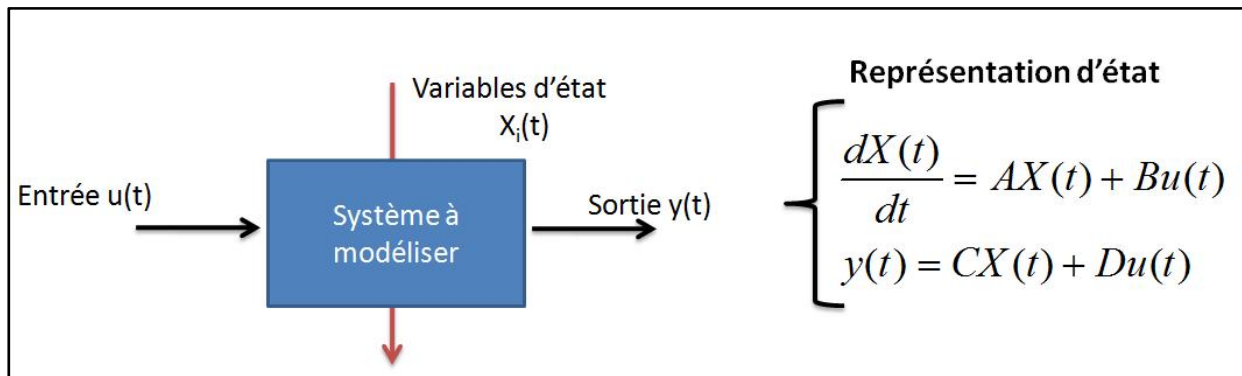 Variables d'état
Xi(t)
Entrée u(t)
Système à
modéliser
Sortie y(t)
Représentation d'état
dX(t)/dt = AX(t) + Bu(t)
y(t) = CX(t) + Du(t)